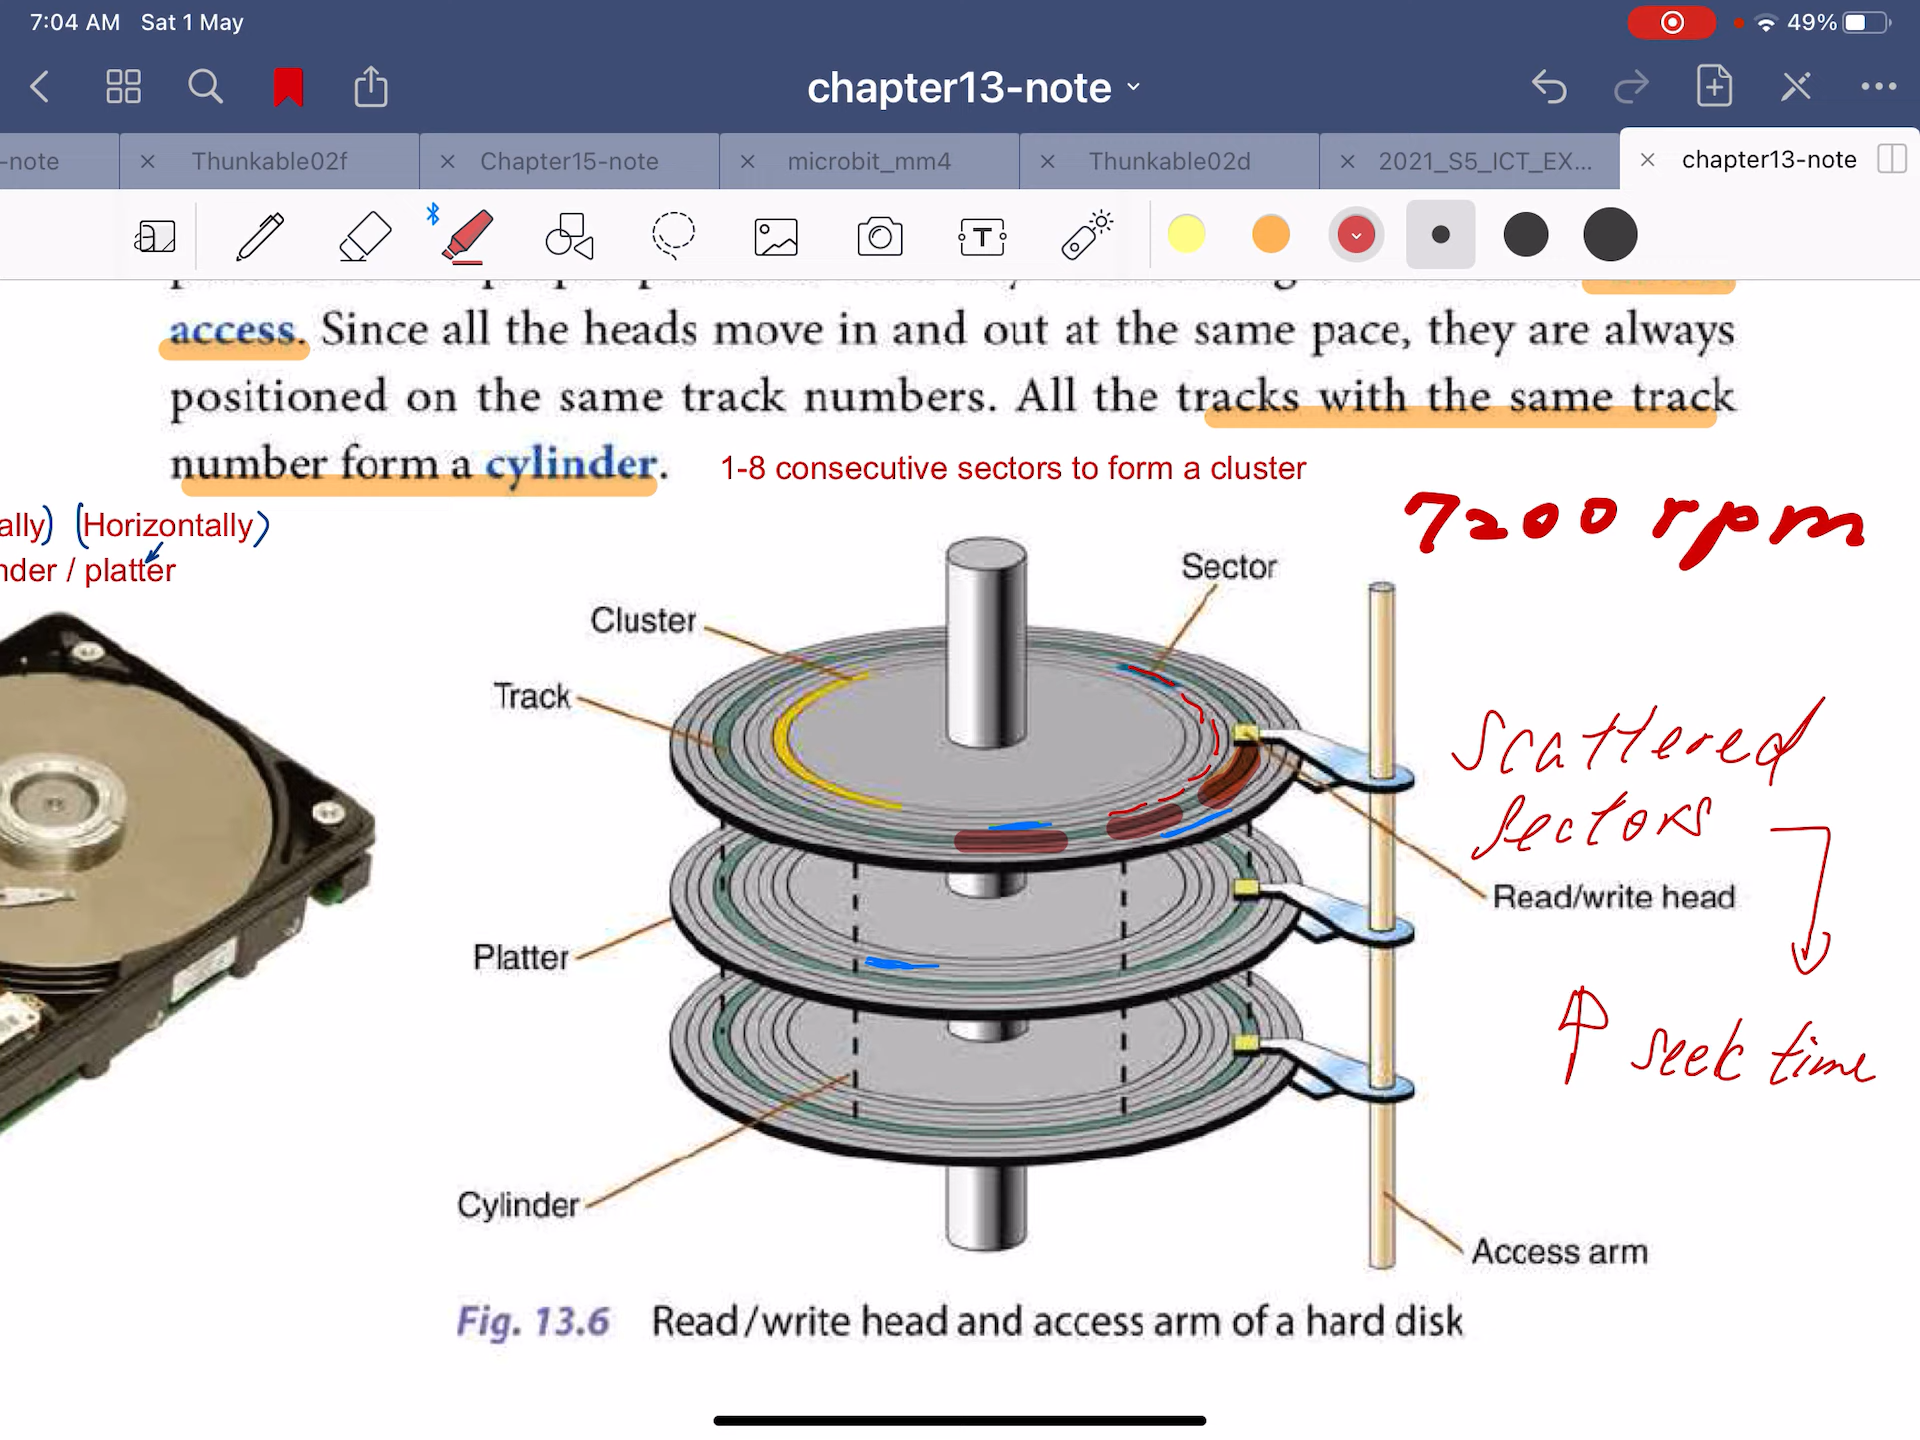 7:04 AM Sat 1 May
49%
chapter13-note
-note
Thunkable02f
Chapter15-note
microbit_mm4
Thunkable02d
2021_S5_ICT_EX...
chapter13-note
access. Since all the heads move in and out at the same pace, they are always
positioned on the same track numbers. All the tracks with the same track
number form a cylinder.
1-8 consecutive sectors to form a cluster
ally) (Horizontally)
nder / platter
7200 rpm
Sector
Cluster
Track
Scattered
sectors
Read/write head
Platter
↑ seek time
Cylinder
Access arm
Fig. 13.6 Read/write head and access arm of a hard disk